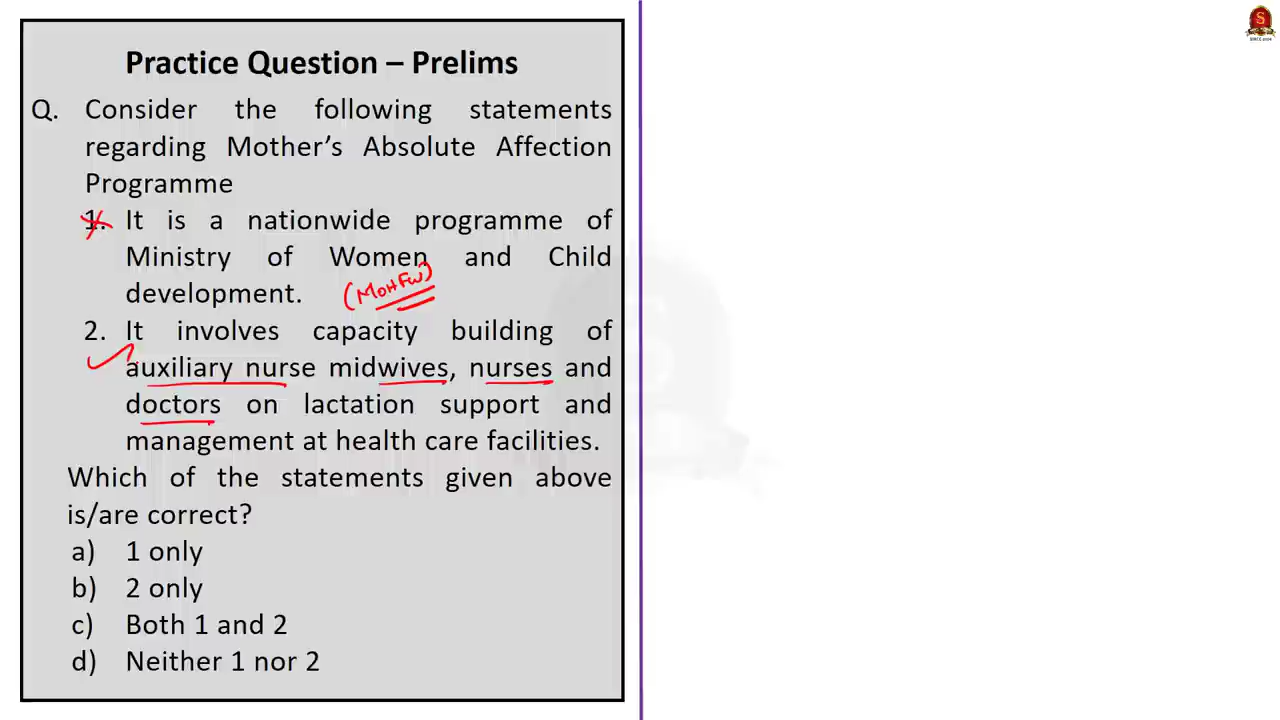 Practice Question – Prelims
Q. Consider the following statements
regarding Mother's Absolute Affection
Programme
1. It is a nationwide programme of
Ministry of Women and Child
development. (MOHFW)
2. It involves capacity building of
auxiliary nurse midwives, nurses and
doctors on lactation support and
management at health care facilities.
Which of the statements given above
is/are correct?
a) 1 only
b) 2 only
c) Both 1 and 2
d) Neither 1 nor 2
S